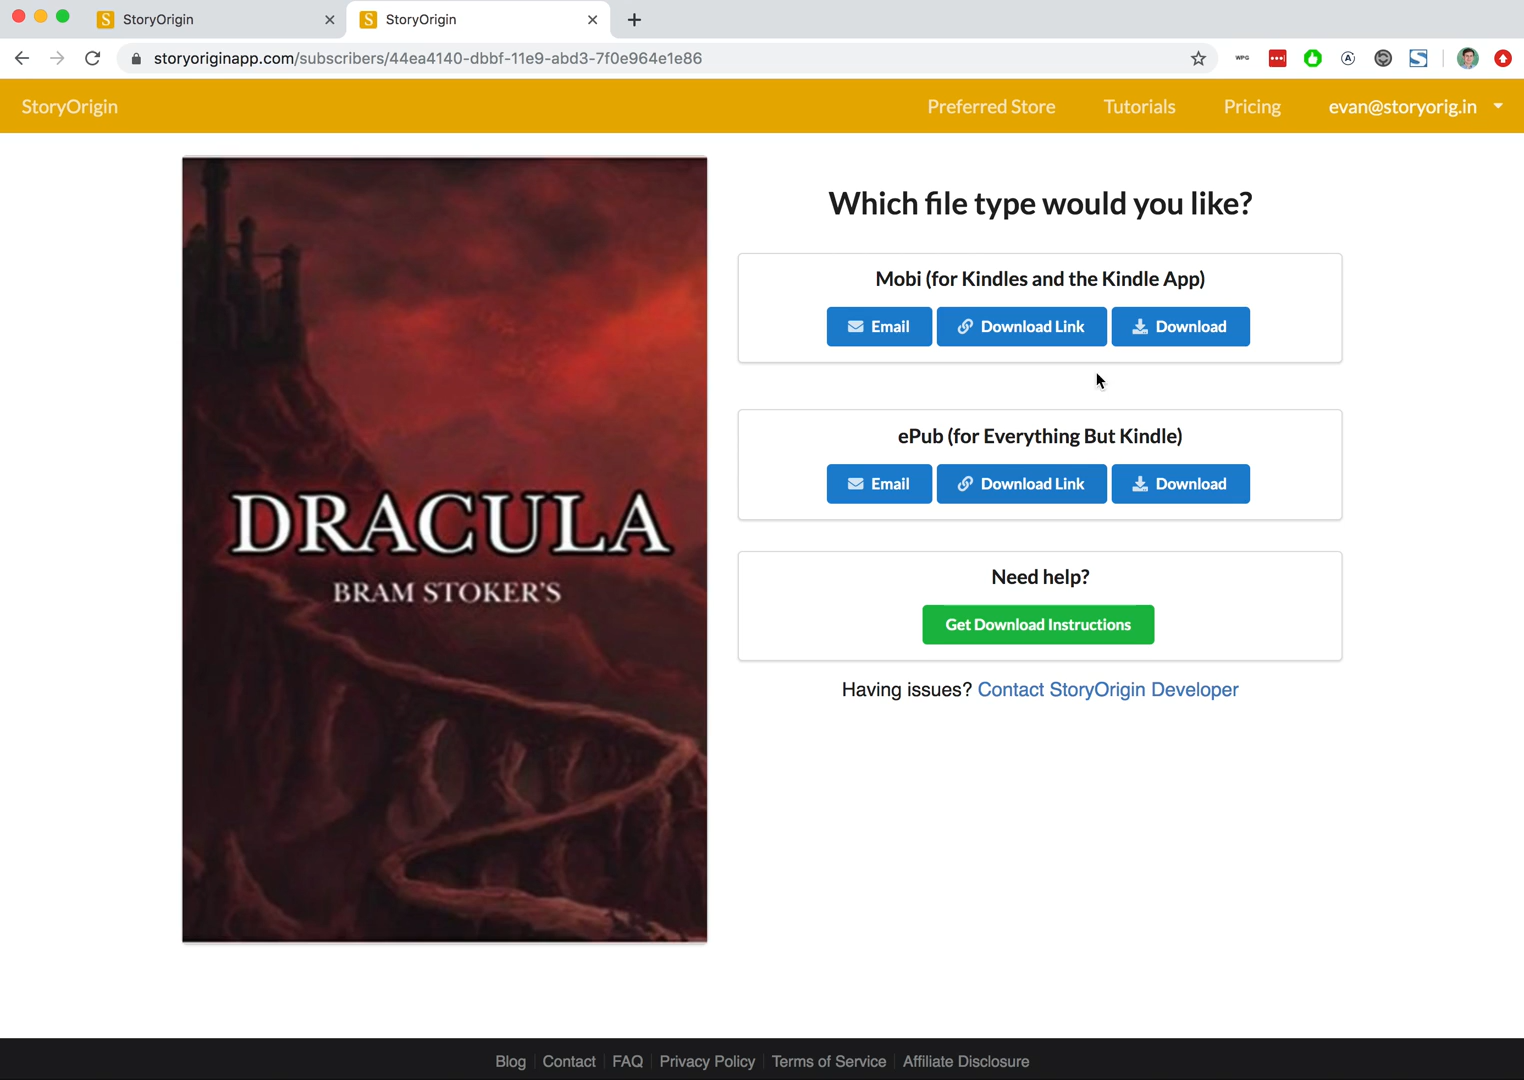 StoryOrigin
StoryOrigin
storyoriginapp.com/subscribers/44ea4140-dbbf-11e9-abd3-7f0e964e1e86
WPG
StoryOrigin
Preferred Store
Tutorials
Pricing
evan@storyorig.in
DRACULA
BRAM STOKER'S
Which file type would you like?
Mobi (for Kindles and the Kindle App)
Email
Download Link
Download
ePub (for Everything But Kindle)
Email
Download Link
Download
Need help?
Get Download Instructions
Having issues? Contact StoryOrigin Developer
Blog
Contact
FAQ
Privacy Policy
Terms of Service
Affiliate Disclosure